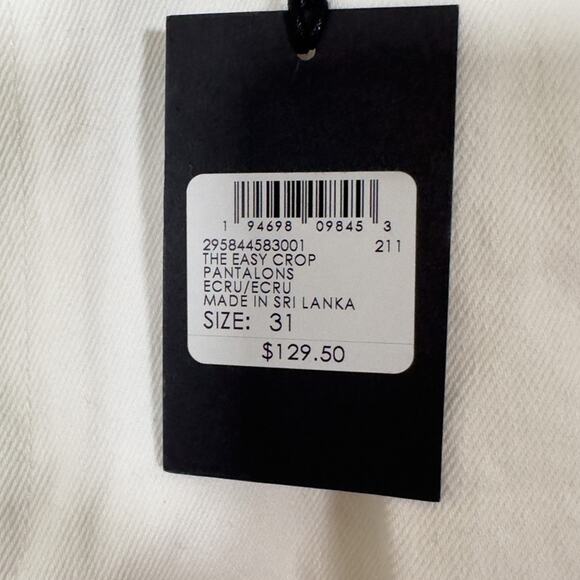 1 94698 09845 3
295844583001 211
THE EASY CROP
PANTALONS
ECRU/ECRU
MADE IN SRI LANKA
SIZE: 31
$129.50